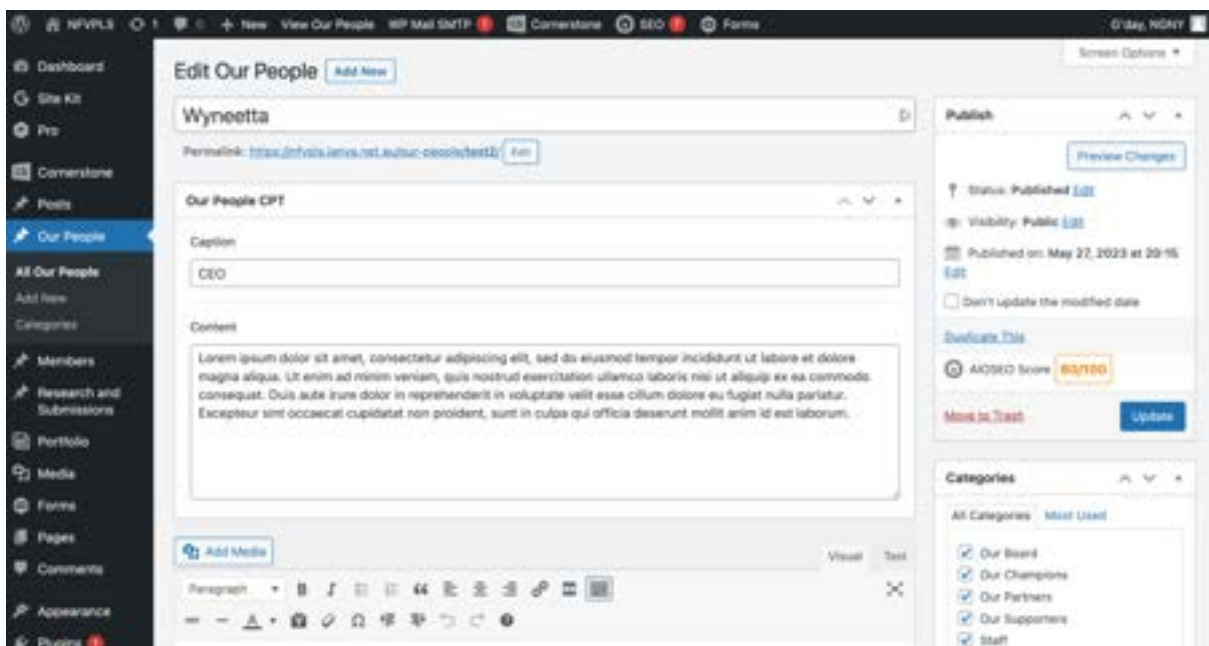 NFVPLS 1 0 + New View Our People WP Mail SMTP 1 Cornerstone SEO Forms G'day, NGNY
Screen Options
Dashboard
Site Kit
Pro
Cornerstone
Posts
Our People
All Our People
Add New
Categories
Members
Research and
Submissions
Portfolio
Media
Forms
Pages
Comments
Appearance
Plugins 1
Edit Our People Add New
Wyneetta
Permalink: Edit
Our People CPT
Caption
CEO
Content
Lorem ipsum dolor sit amet, consectetur adipiscing elit, sed do eiusmod tempor incididunt ut labore et dolore
magna aliqua. Ut enim ad minim veniam, quis nostrud exercitation ullamco laboris nisi ut aliquip ex ea commodo
consequat. Duis aute irure dolor in reprehenderit in voluptate velit esse cillum dolore eu fugiat nulla pariatur.
Excepteur sint occaecat cupidatat non proident, sunt in culpa qui officia deserunt mollit anim id est laborum.
Add Media
Visual Text
Paragraph
Publish
Preview Changes
Status: Published Edit
Visibility: Public Edit
Published on: May 27, 2023 at 20:15
Edit
Don't update the modified date
Duplicate This
AIOSEO Score 60/100
Move to Trash Update
Categories
All Categories Most Used
Our Board
Our Champions
Our Partners
Our Supporters
Staff